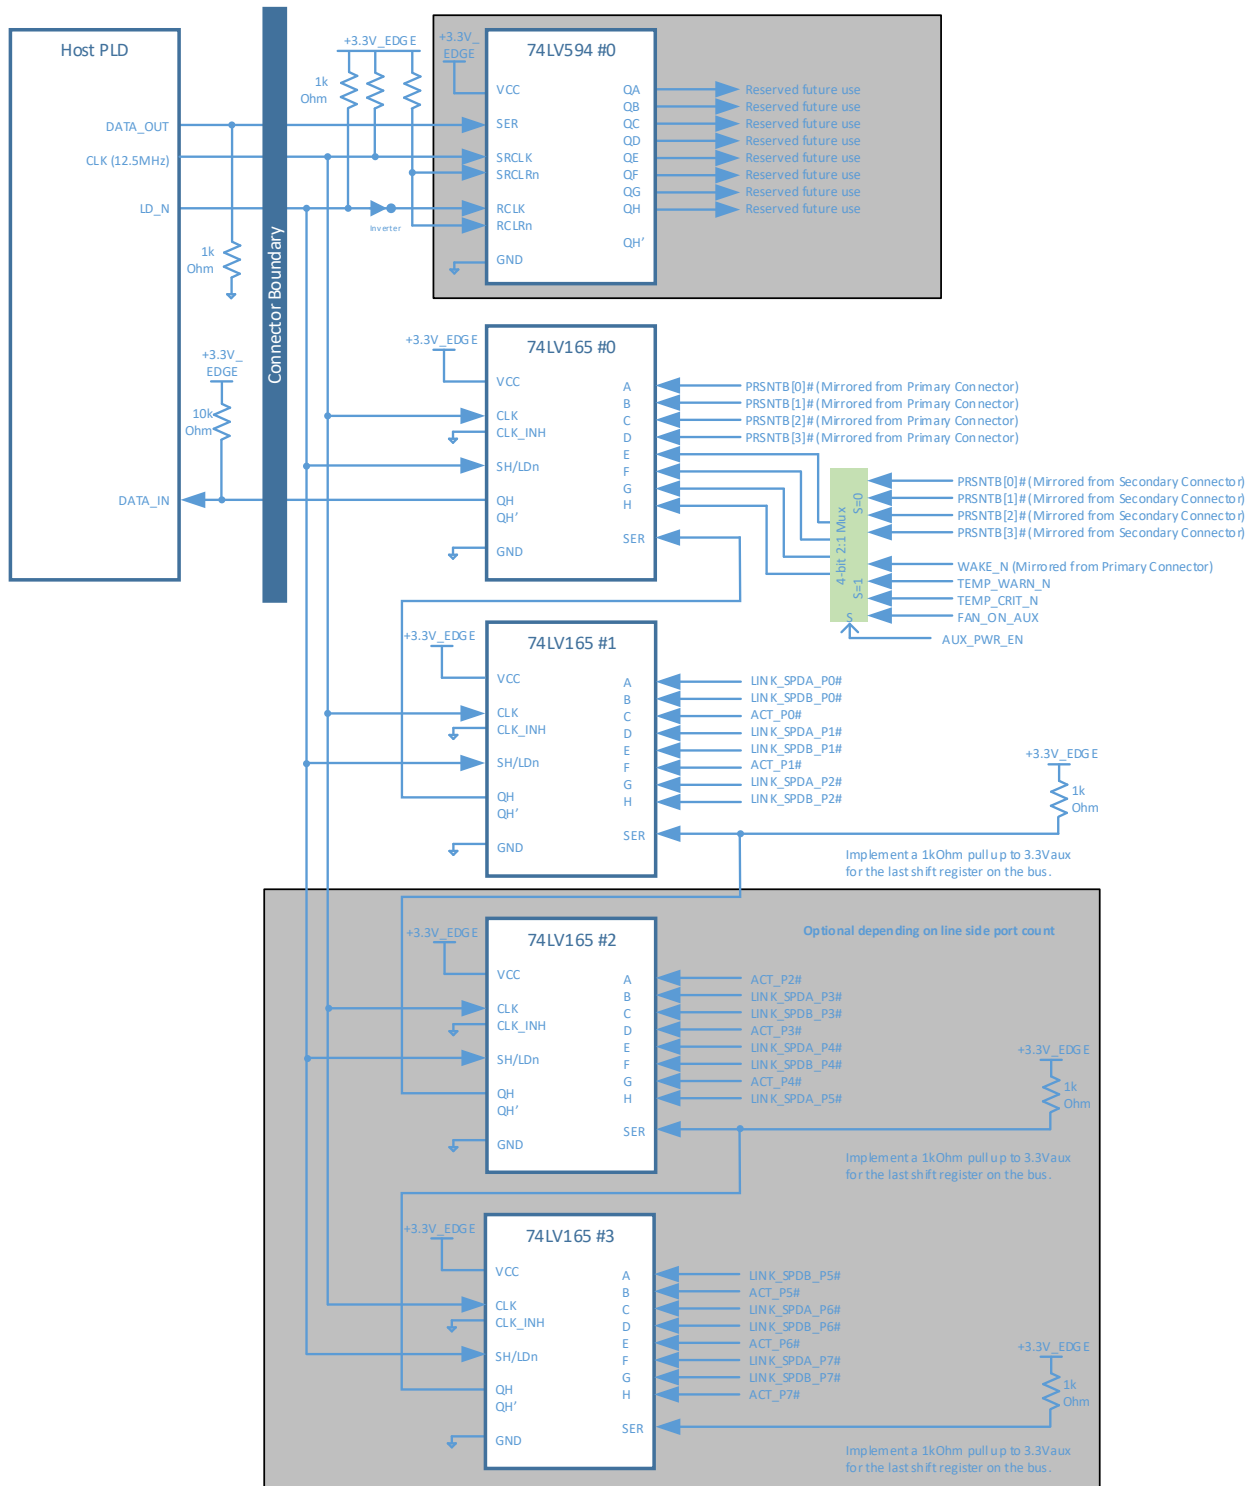 Host PLD
DATA_OUT
CLK (12.5MHz)
LD_N
1k
Ohm
+3.3V_
EDGE
10k
Ohm
DATA_IN
Connector Boundary
+3.3V_EDGE
1k
Ohm
Inverter
+3.3V_
EDGE
74LV594 #0
VCC
SER
SRCLK
SRCLRn
RCLK
RCLRn
GND
QA
QB
QC
QD
QE
QF
QG
QH
QH’
Reserved future use
Reserved future use
Reserved future use
Reserved future use
Reserved future use
Reserved future use
Reserved future use
Reserved future use
+3.3V_EDGE
74LV165 #0
VCC
CLK
CLK_INH
SH/LDn
QH
QH’
GND
A
B
C
D
E
F
G
H
SER
PRSNTB[0]# (Mirrored from Primary Connector)
PRSNTB[1]# (Mirrored from Primary Connector)
PRSNTB[2]# (Mirrored from Primary Connector)
PRSNTB[3]# (Mirrored from Primary Connector)
4-bit 2:1 Mux
S=0
S=1
S
PRSNTB[0]# (Mirrored from Secondary Connector)
PRSNTB[1]# (Mirrored from Secondary Connector)
PRSNTB[2]# (Mirrored from Secondary Connector)
PRSNTB[3]# (Mirrored from Secondary Connector)
WAKE_N (Mirrored from Primary Connector)
TEMP_WARN_N
TEMP_CRIT_N
FAN_ON_AUX
AUX_PWR_EN
+3.3V_EDGE
74LV165 #1
VCC
CLK
CLK_INH
SH/LDn
QH
QH’
GND
A
B
C
D
E
F
G
H
SER
LINK_SPDA_P0#
LINK_SPDB_P0#
ACT_P0#
LINK_SPDA_P1#
LINK_SPDB_P1#
ACT_P1#
LINK_SPDA_P2#
LINK_SPDB_P2#
+3.3V_EDGE
1k
Ohm
Implement a 1kOhm pull up to 3.3Vaux
for the last shift register on the bus.
Optional depending on line side port count
+3.3V_EDGE
74LV165 #2
VCC
CLK
CLK_INH
SH/LDn
QH
QH’
GND
A
B
C
D
E
F
G
H
SER
ACT_P2#
LINK_SPDA_P3#
LINK_SPDB_P3#
ACT_P3#
LINK_SPDA_P4#
LINK_SPDB_P4#
ACT_P4#
LINK_SPDA_P5#
+3.3V_EDGE
1k
Ohm
Implement a 1kOhm pull up to 3.3Vaux
for the last shift register on the bus.
+3.3V_EDGE
74LV165 #3
VCC
CLK
CLK_INH
SH/LDn
QH
QH’
GND
A
B
C
D
E
F
G
H
SER
LINK_SPDB_P5#
ACT_P5#
LINK_SPDA_P6#
LINK_SPDB_P6#
ACT_P6#
LINK_SPDA_P7#
LINK_SPDB_P7#
ACT_P7#
+3.3V_EDGE
1k
Ohm
Implement a 1kOhm pull up to 3.3Vaux
for the last shift register on the bus.